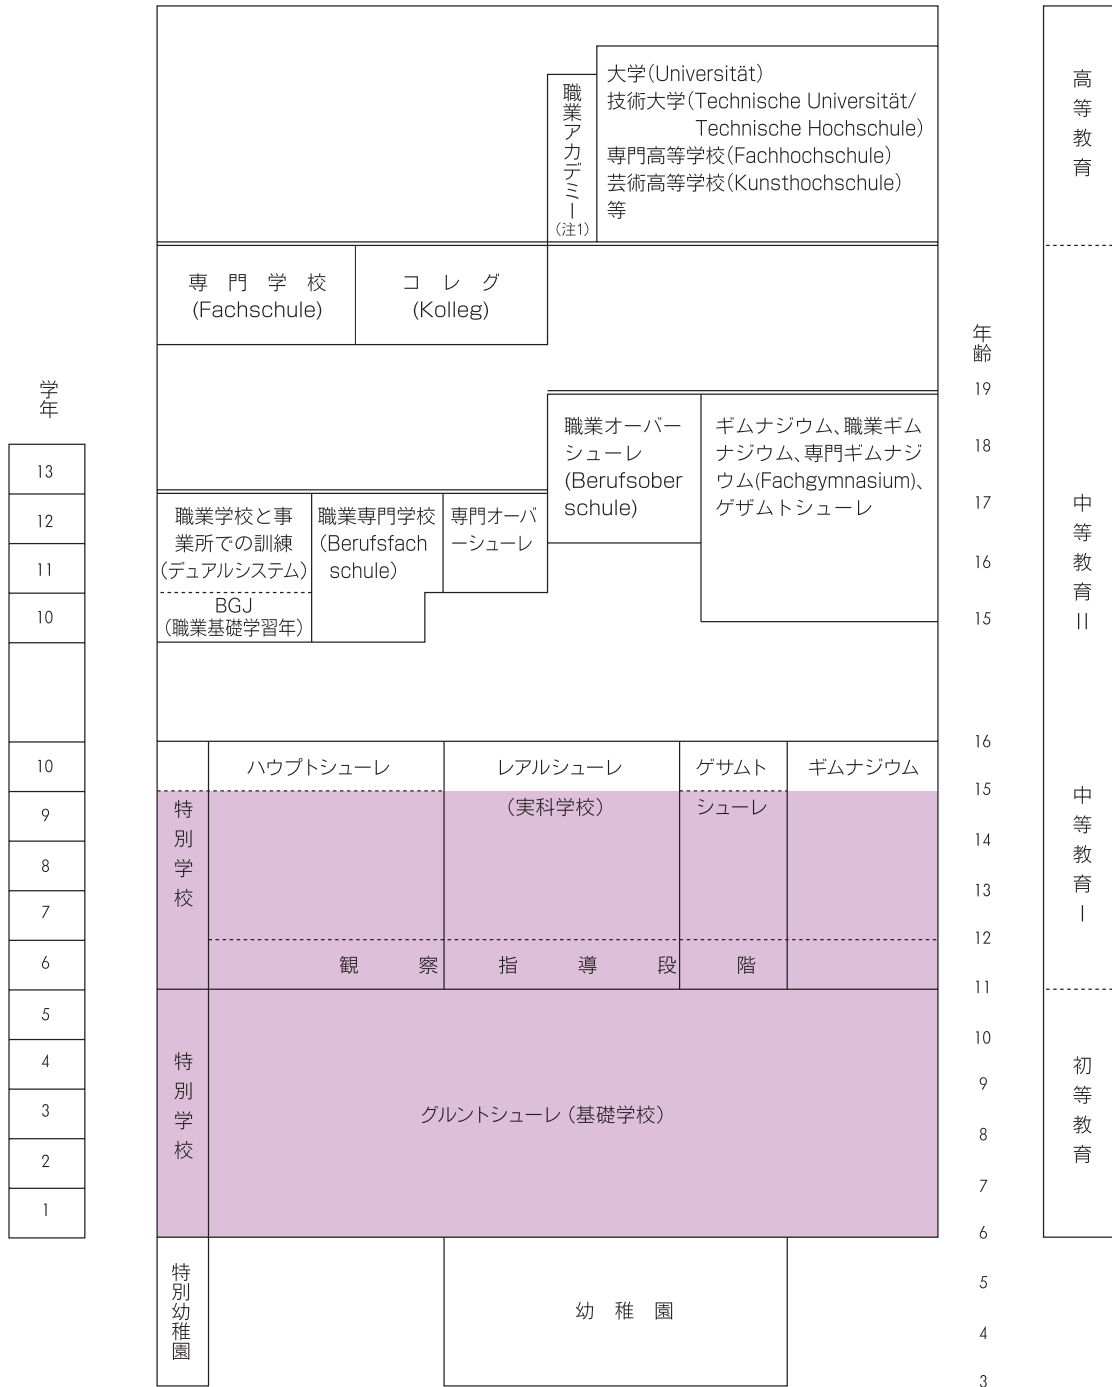 大学(Universität)
技術大学(Technische Universität/
Technische Hochschule)
専門高等学校(Fachhochschule)
芸術高等学校(Kunsthochschule)
等
職業アカデミー
(注1)
高等教育
専門学校
(Fachschule)
コレグ
(Kolleg)
年齢
学年
19
18
17
16
15
13
12
11
10
職業オーバー
シューレ
(Berufsober
schule)
ギムナジウム、職業ギム
ナジウム、専門ギムナジ
ウム(Fachgymnasium)、
ゲザムトシューレ
職業学校と事
業所での訓練
(デュアルシステム)
BGJ
(職業基礎学習年)
職業専門学校
(Berufsfach
schule)
専門オーバ
ーシューレ
中等教育II
10
9
8
7
6
特別学校
ハウプトシューレ
レアルシューレ
(実科学校)
ゲサムト
シューレ
ギムナジウム
観察指導段階
16
15
14
13
12
11
中等教育I
5
4
3
2
1
特別学校
グルントシューレ(基礎学校)
10
9
8
7
6
初等教育
特別幼稚園
幼稚園
5
4
3